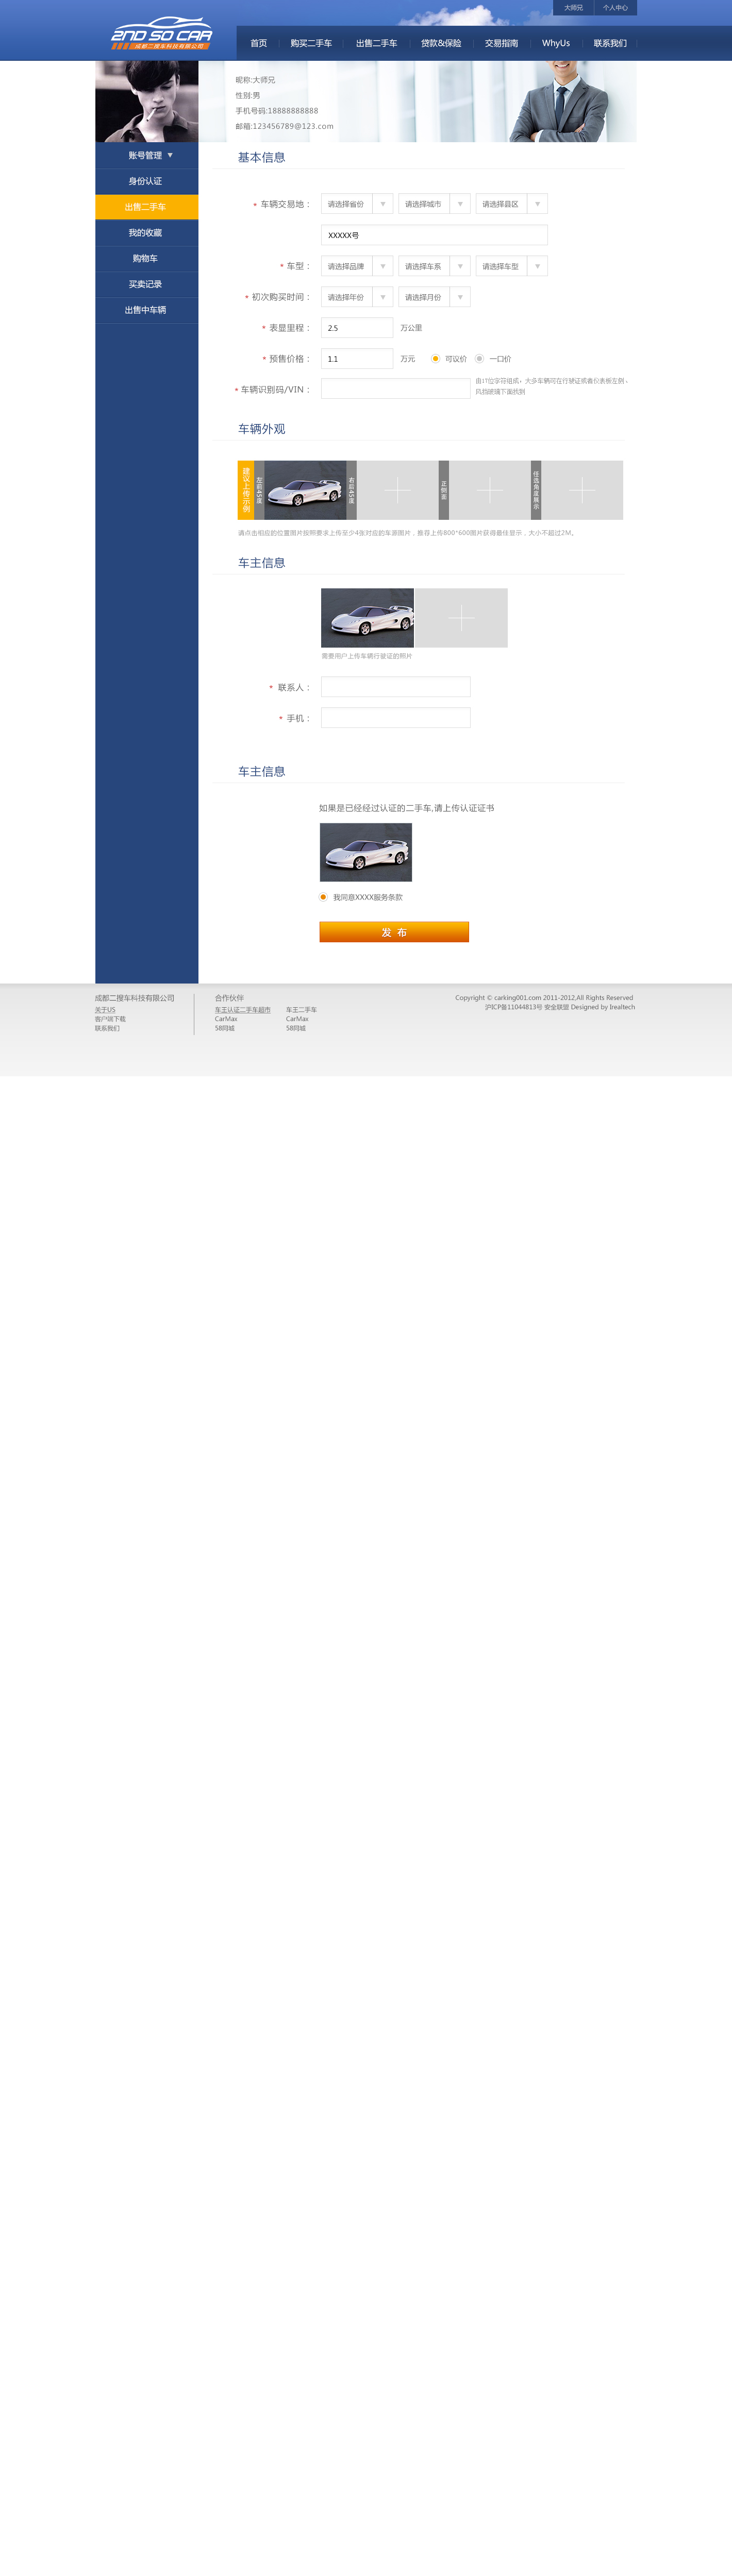 大师兄 个人中心
2ND SO CAR
成都二搜车科技有限公司
首页 购买二手车 出售二手车 贷款&保险 交易指南 WhyUs 联系我们
昵称:大师兄
性别:男
手机号码:18888888888
邮箱:123456789@123.com
账号管理 ▼
身份认证
出售二手车
我的收藏
购物车
买卖记录
出售中车辆
基本信息
* 车辆交易地： 请选择省份 ▼ 请选择城市 ▼ 请选择县区 ▼
XXXXX号
* 车型： 请选择品牌 ▼ 请选择车系 ▼ 请选择车型 ▼
* 初次购买时间： 请选择年份 ▼ 请选择月份 ▼
* 表显里程： 2.5 万公里
* 预售价格： 1.1 万元 可议价 一口价
* 车辆识别码/VIN：
由17位字符组成，大多车辆可在行驶证或者仪表板左侧、
挡挡玻璃下面找到
车辆外观
建议上传示例
左前45度
右后45度
正侧面
任选角度展示
请点击相应的位置图片按照要求上传至少4张对应的车源图片，推荐上传800*600图片获得最佳显示，大小不超过2M。
车主信息
需要用户上传车辆行驶证的照片
* 联系人：
* 手机：
车主信息
如果是已经经过认证的二手车,请上传认证证书
我同意XXXX服务条款
发 布
成都二搜车科技有限公司
关于US
客户端下载
联系我们
合作伙伴
车王认证二手车超市 车王二手车
CarMax CarMax
58同城 58同城
Copyright © carking001.com 2011-2012,All Rights Reserved
沪ICP备11044813号 安全联盟 Designed by Irealtech